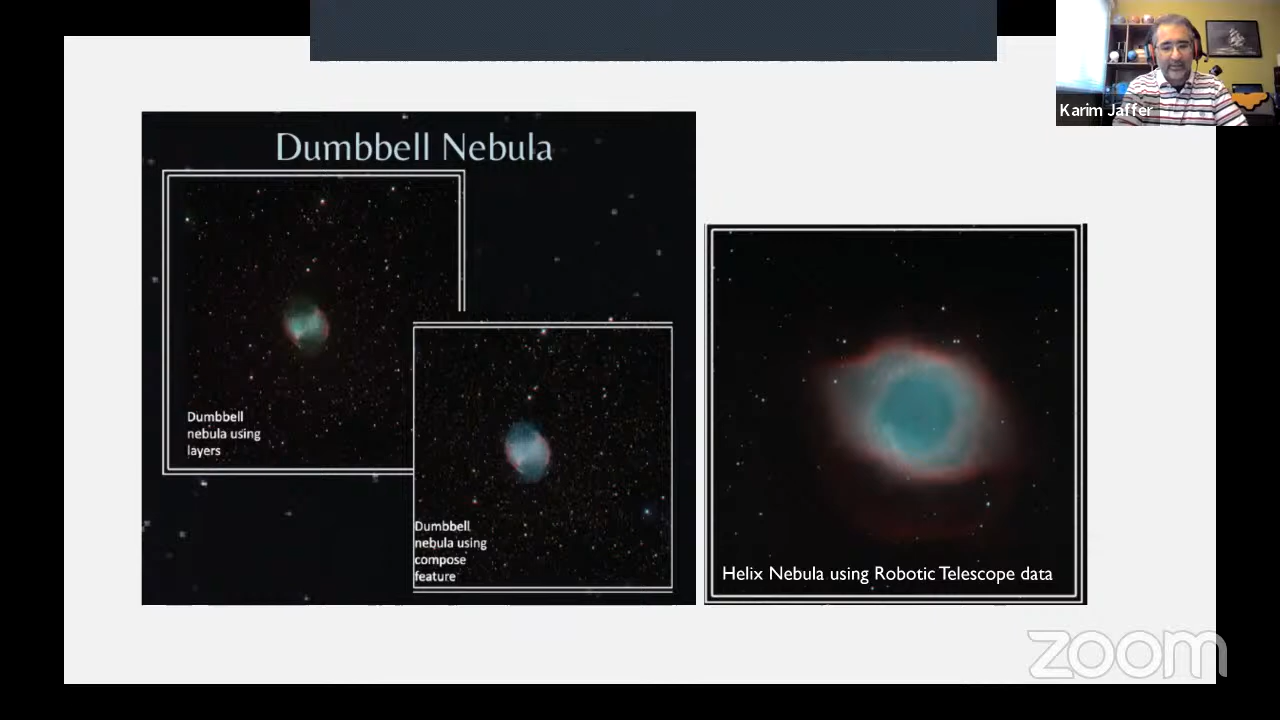 Karim Jaffer
Dumbbell Nebula
Dumbbell
nebula using
layers
Dumbbell
nebula using
compose
feature
Helix Nebula using Robotic Telescope data
zoom